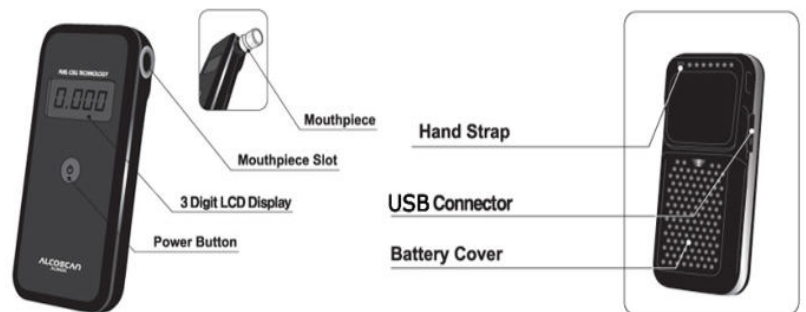 FUEL CELL TECHNOLOGY
0.000
Mouthpiece
Mouthpiece Slot
3 Digit LCD Display
Power Button
ALCOSCAN
Hand Strap
USB Connector
Battery Cover